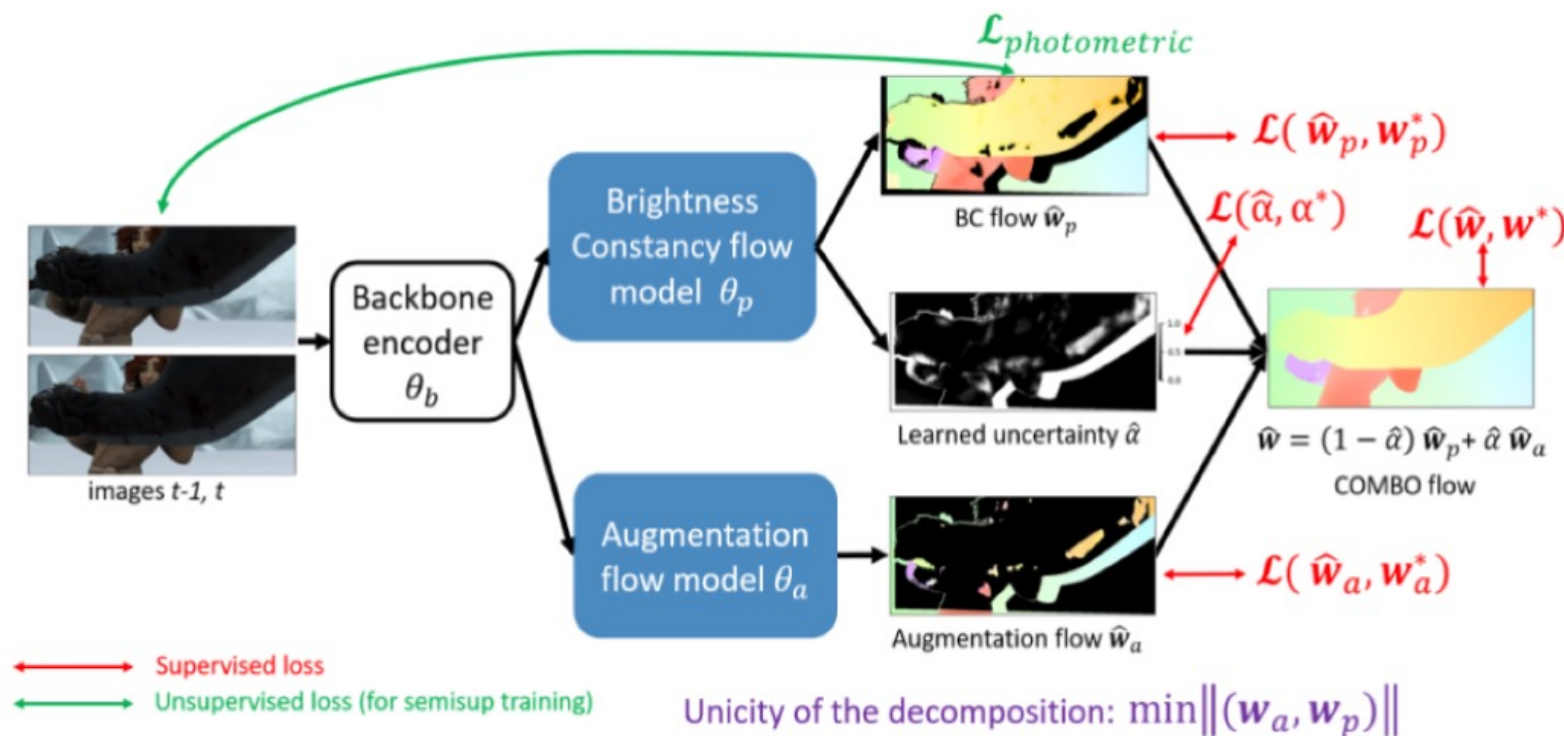 ℒ_photometric
ℒ( ŵ_p, w*_p)
BC flow ŵ_p
ℒ(α̂, α*)
ℒ(ŵ, w*)
Brightness
Constancy flow
model θ_p
Backbone
encoder
θ_b
1.0
0.5
0.0
images t-1, t
Learned uncertainty α̂
ŵ = (1 − α̂) ŵ_p + α̂ ŵ_a
COMBO flow
Augmentation
flow model θ_a
ℒ( ŵ_a, w*_a)
Augmentation flow ŵ_a
Supervised loss
Unsupervised loss (for semisup training)
Unicity of the decomposition: min‖(w_a, w_p)‖